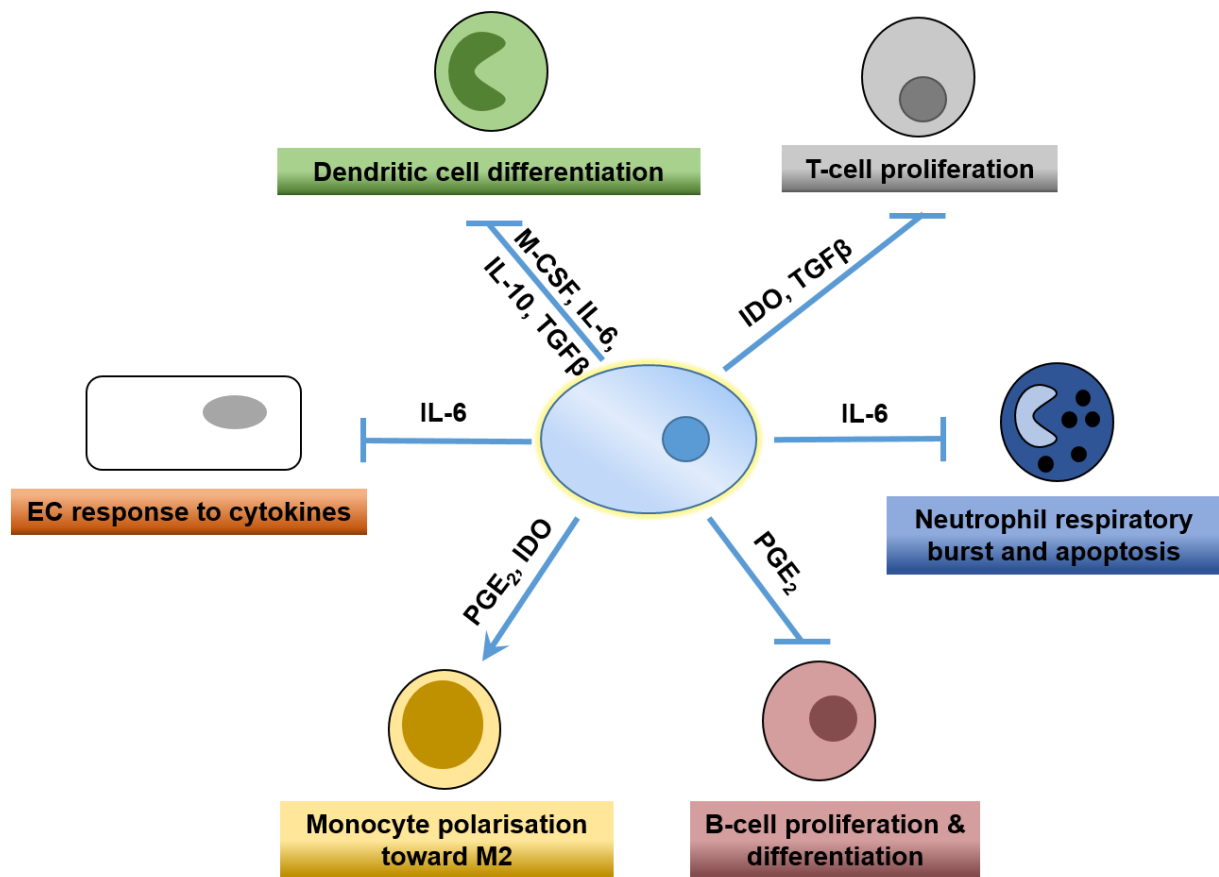 Dendritic cell differentiation
T-cell proliferation
M-CSF, IL-6,
IL-10, TGFβ
IDO, TGFβ
IL-6
IL-6
EC response to cytokines
Neutrophil respiratory
burst and apoptosis
PGE₂, IDO
PGE₂
Monocyte polarisation
toward M2
B-cell proliferation &
differentiation